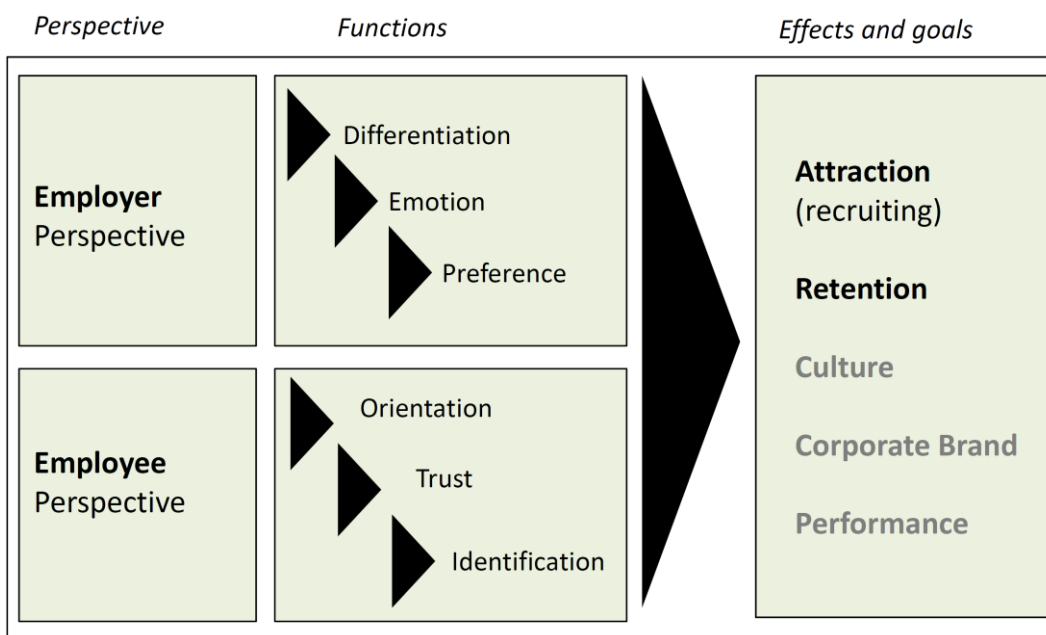 Perspective
Functions
Effects and goals
Employer
Perspective
Differentiation
Emotion
Preference
Employee
Perspective
Orientation
Trust
Identification
Attraction
(recruiting)
Retention
Culture
Corporate Brand
Performance